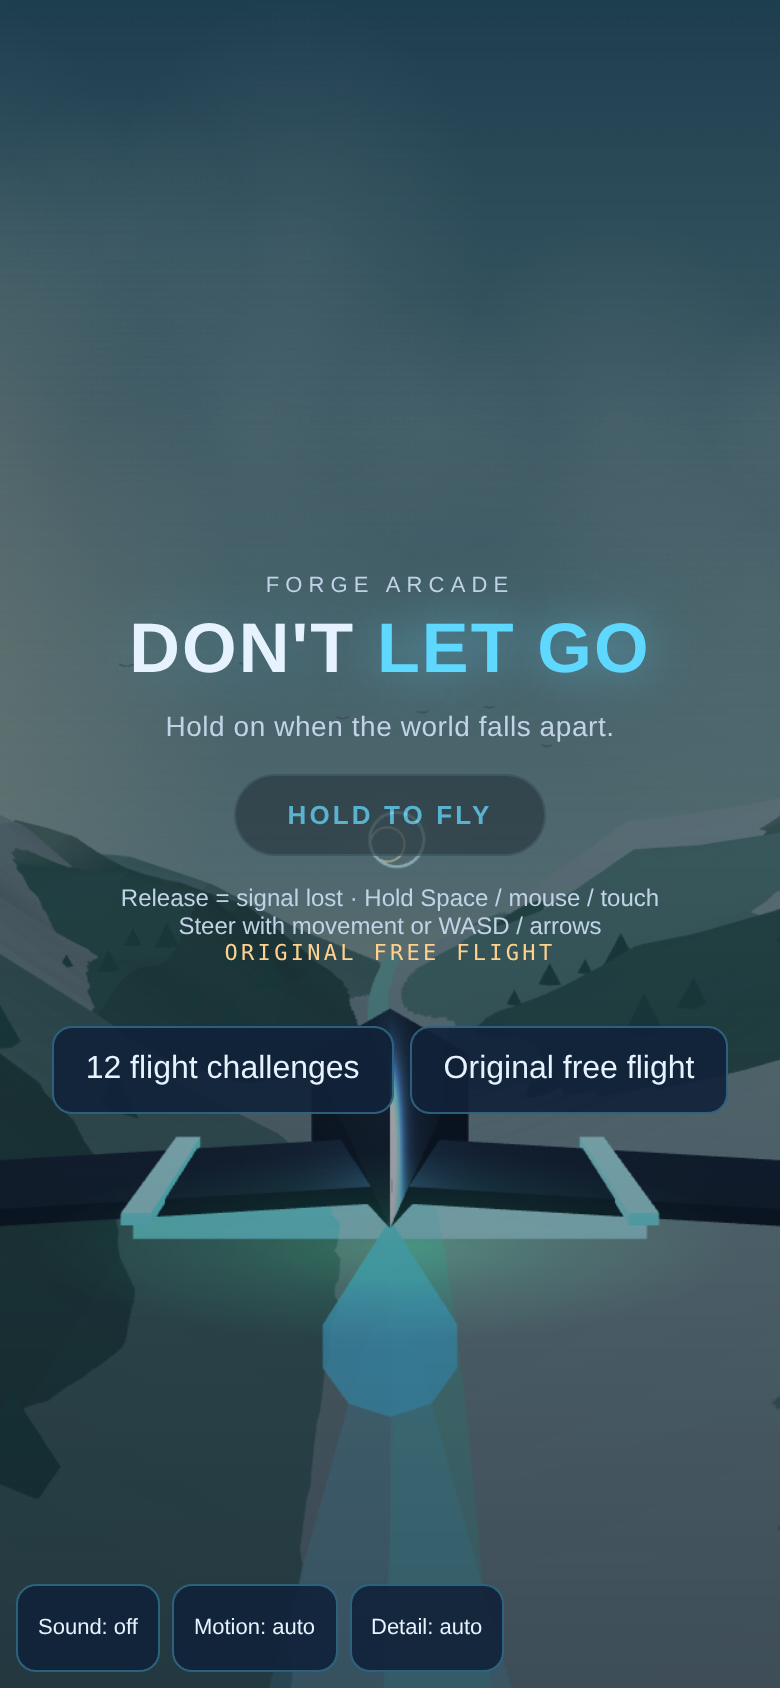 FORGE ARCADE
DON'T LET GO
Hold on when the world falls apart.
HOLD TO FLY
Release = signal lost · Hold Space / mouse / touch
Steer with movement or WASD / arrows
ORIGINAL FREE FLIGHT
12 flight challenges
Original free flight
Sound: off
Motion: auto
Detail: auto